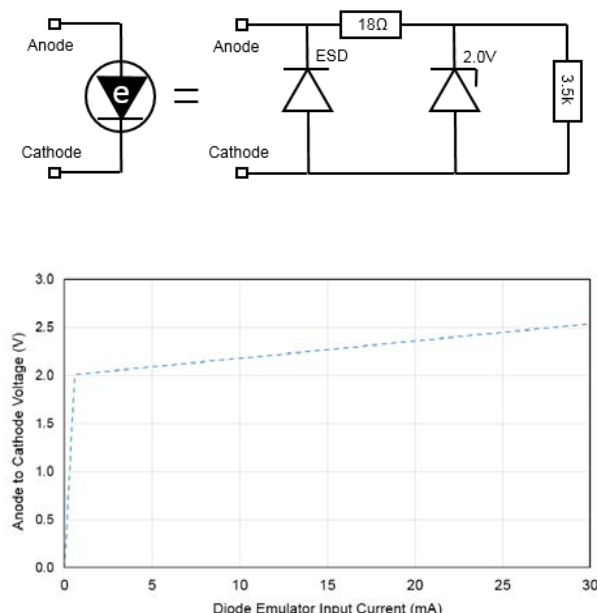 Anode
Cathode
e
=
Anode
Cathode
18Ω
ESD
2.0V
3.5k
3.0
2.5
2.0
1.5
1.0
0.5
0.0
Anode to Cathode Voltage (V)
0 5 10 15 20 25 30
Diode Emulator Input Current (mA)